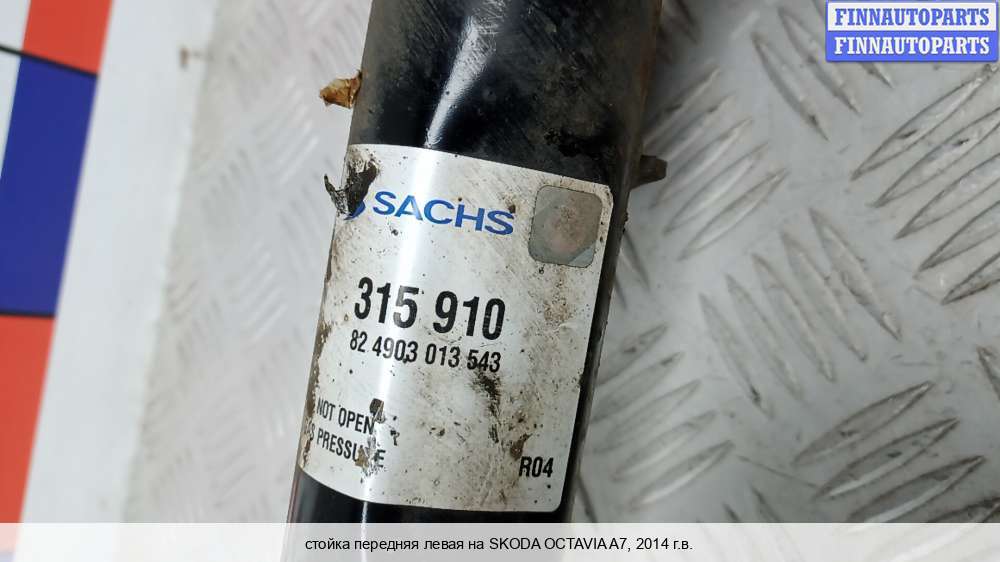 FINNAUTOPARTS
FINNAUTOPARTS
SACHS
315 910
82 4903 013 543
NOT OPEN
PRESSURE
R04
стойка передняя левая на SKODA OCTAVIA A7, 2014 г.в.